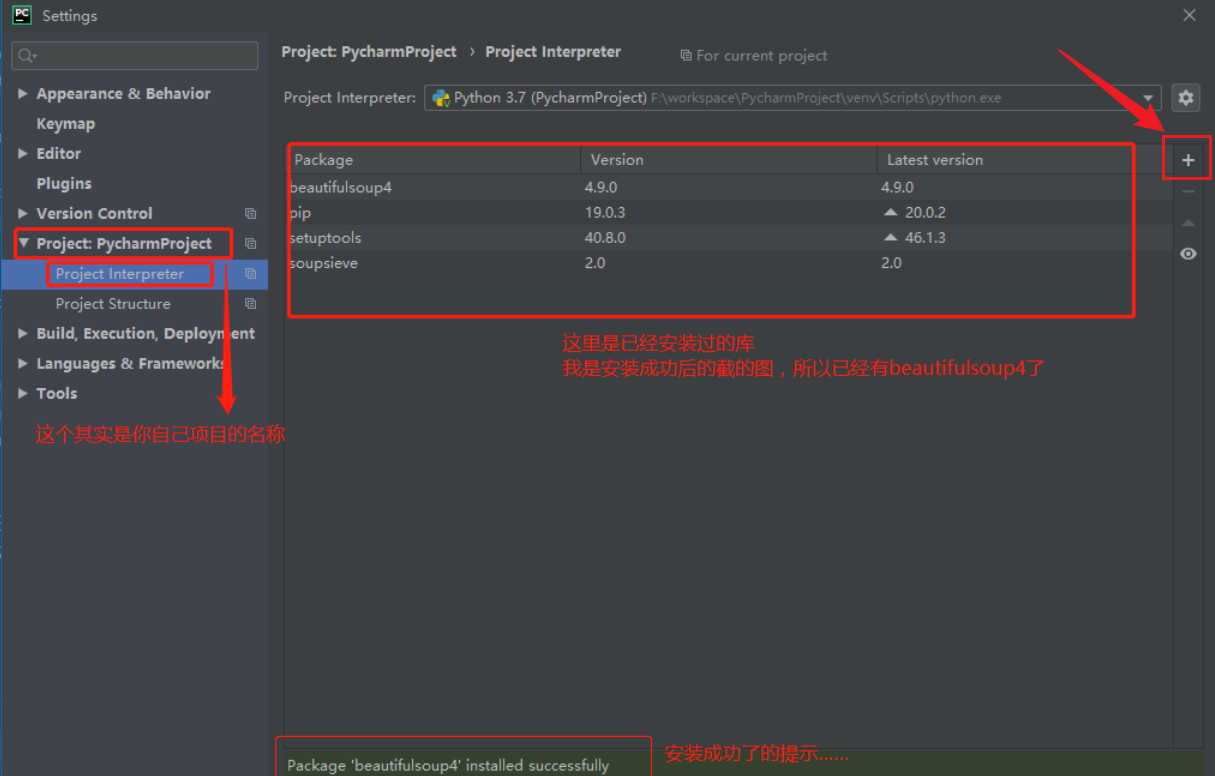 PC Settings
Project: PycharmProject › Project Interpreter For current project
Project Interpreter: Python 3.7 (PycharmProject) F:\workspace\PycharmProject\venv\Scripts\python.exe
Appearance & Behavior
Keymap
Editor
Plugins
Version Control
Project: PycharmProject
Project Interpreter
Project Structure
Build, Execution, Deployment
Languages & Frameworks
Tools
这个其实是你自己项目的名称
Package Version Latest version
beautifulsoup4 4.9.0 4.9.0
pip 19.0.3 20.0.2
setuptools 40.8.0 46.1.3
soupsieve 2.0 2.0
这里是已经安装过的库
我是安装成功后的截的图，所以已经有beautifulsoup4了
Package 'beautifulsoup4' installed successfully
安装成功了的提示......